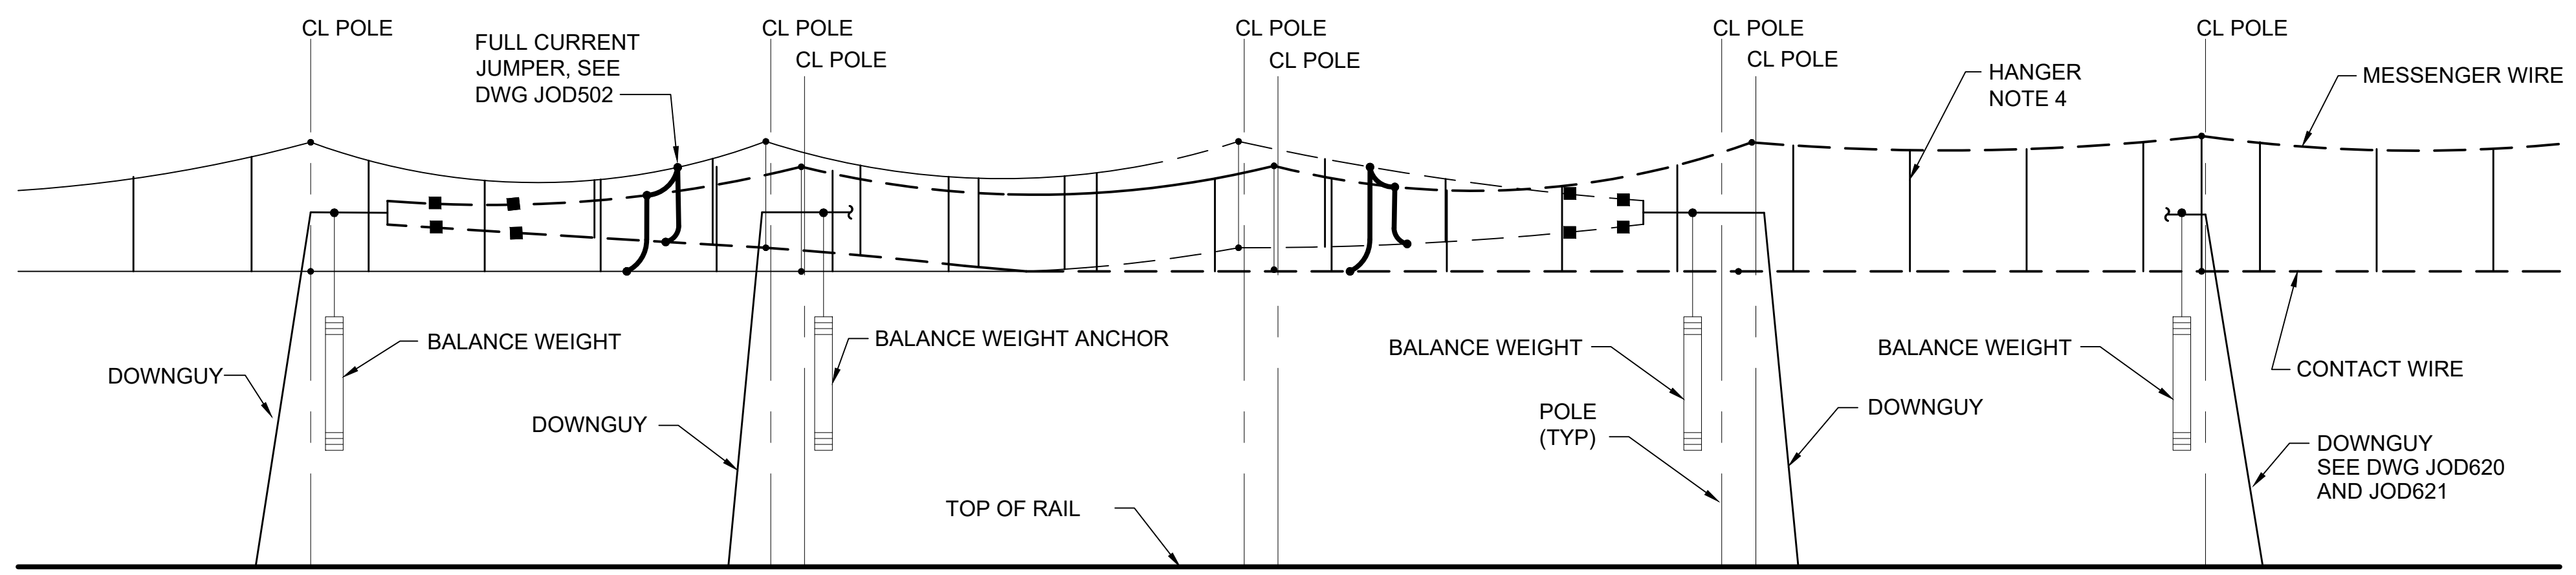 CL POLE
CL POLE
CL POLE
CL POLE
CL POLE
FULL CURRENT
JUMPER, SEE
DWG JOD502
CL POLE
CL POLE
CL POLE
HANGER
NOTE 4
MESSENGER WIRE
BALANCE WEIGHT
BALANCE WEIGHT ANCHOR
BALANCE WEIGHT
BALANCE WEIGHT
DOWNGUY
CONTACT WIRE
DOWNGUY
POLE
(TYP)
DOWNGUY
DOWNGUY
SEE DWG JOD620
AND JOD621
TOP OF RAIL